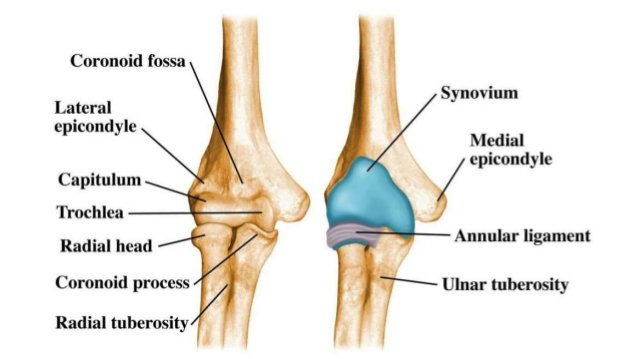 Coronoid fossa
Lateral
epicondyle
Capitulum
Trochlea
Radial head
Coronoid process
Radial tuberosity
Synovium
Medial
epicondyle
Annular ligament
Ulnar tuberosity